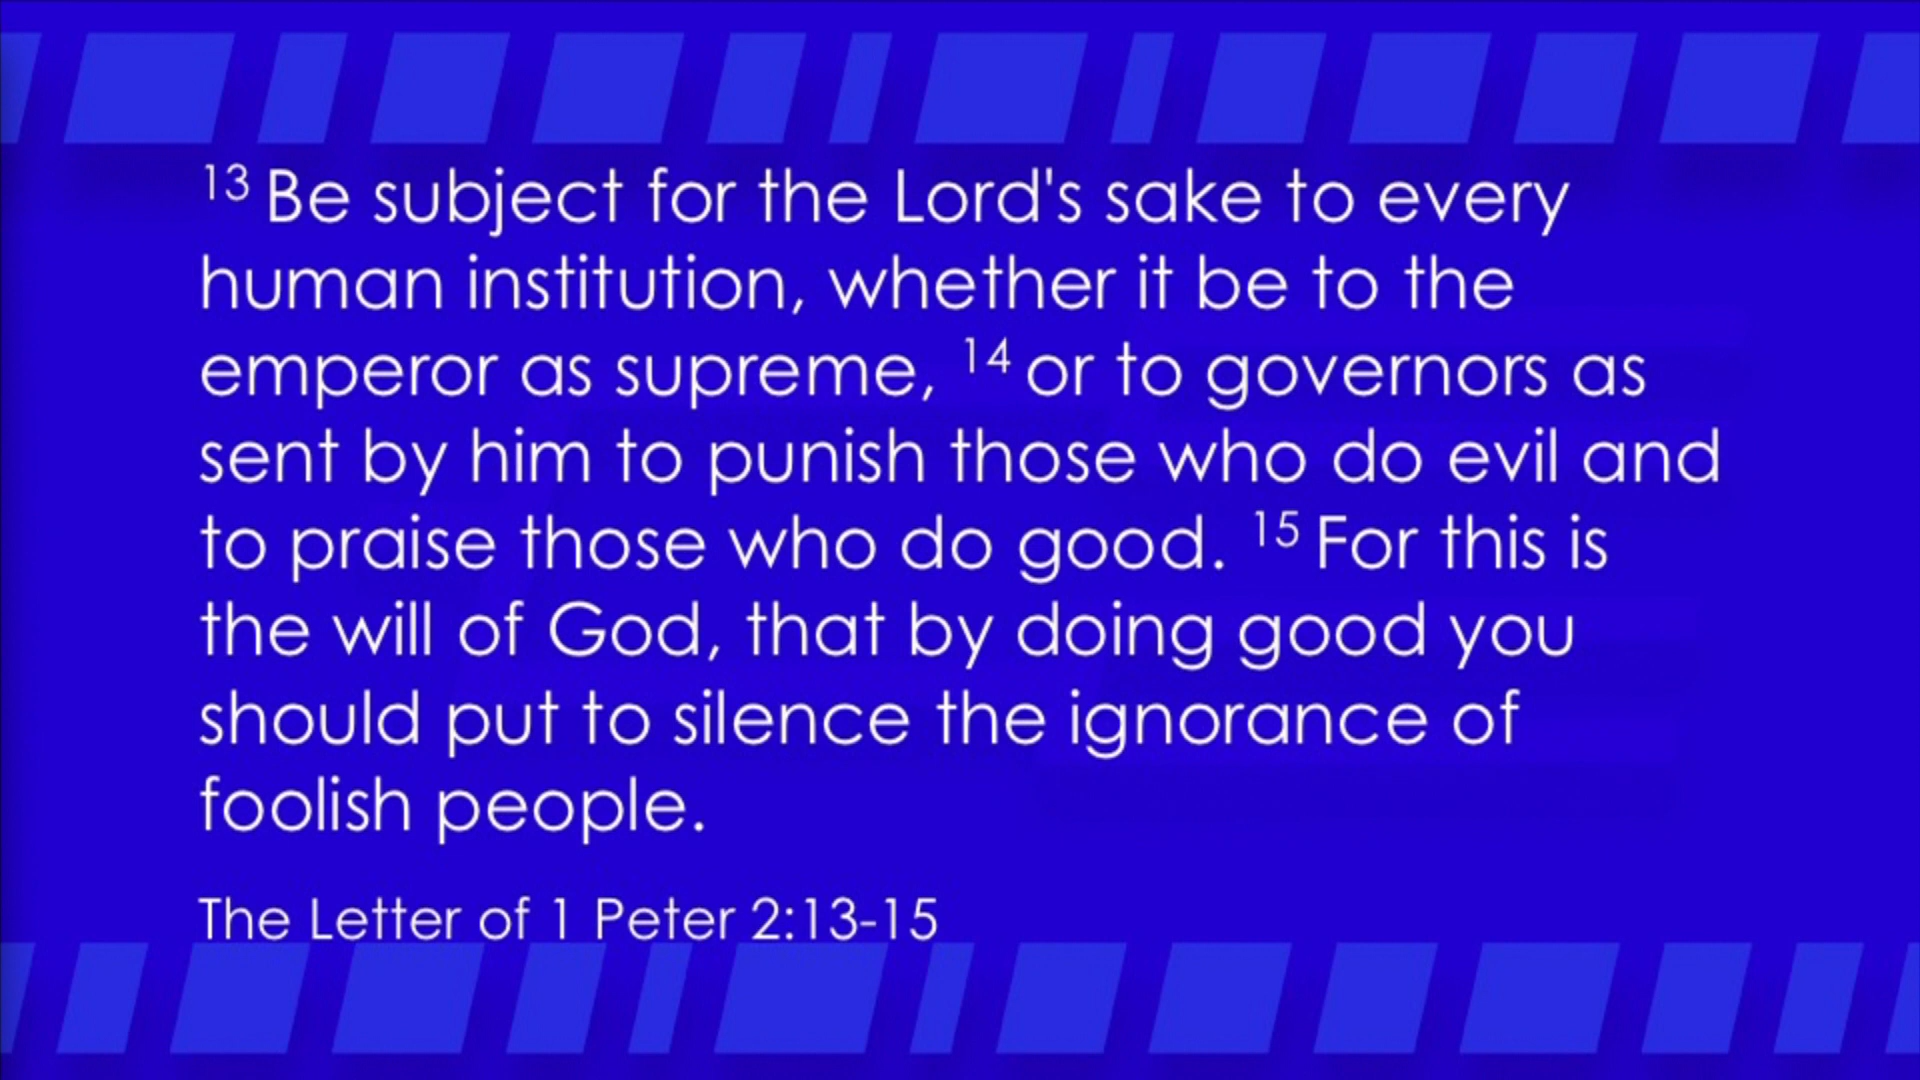 13 Be subject for the Lord's sake to every
human institution, whether it be to the
emperor as supreme, 14 or to governors as
sent by him to punish those who do evil and
to praise those who do good. 15 For this is
the will of God, that by doing good you
should put to silence the ignorance of
foolish people.
The Letter of 1 Peter 2:13-15